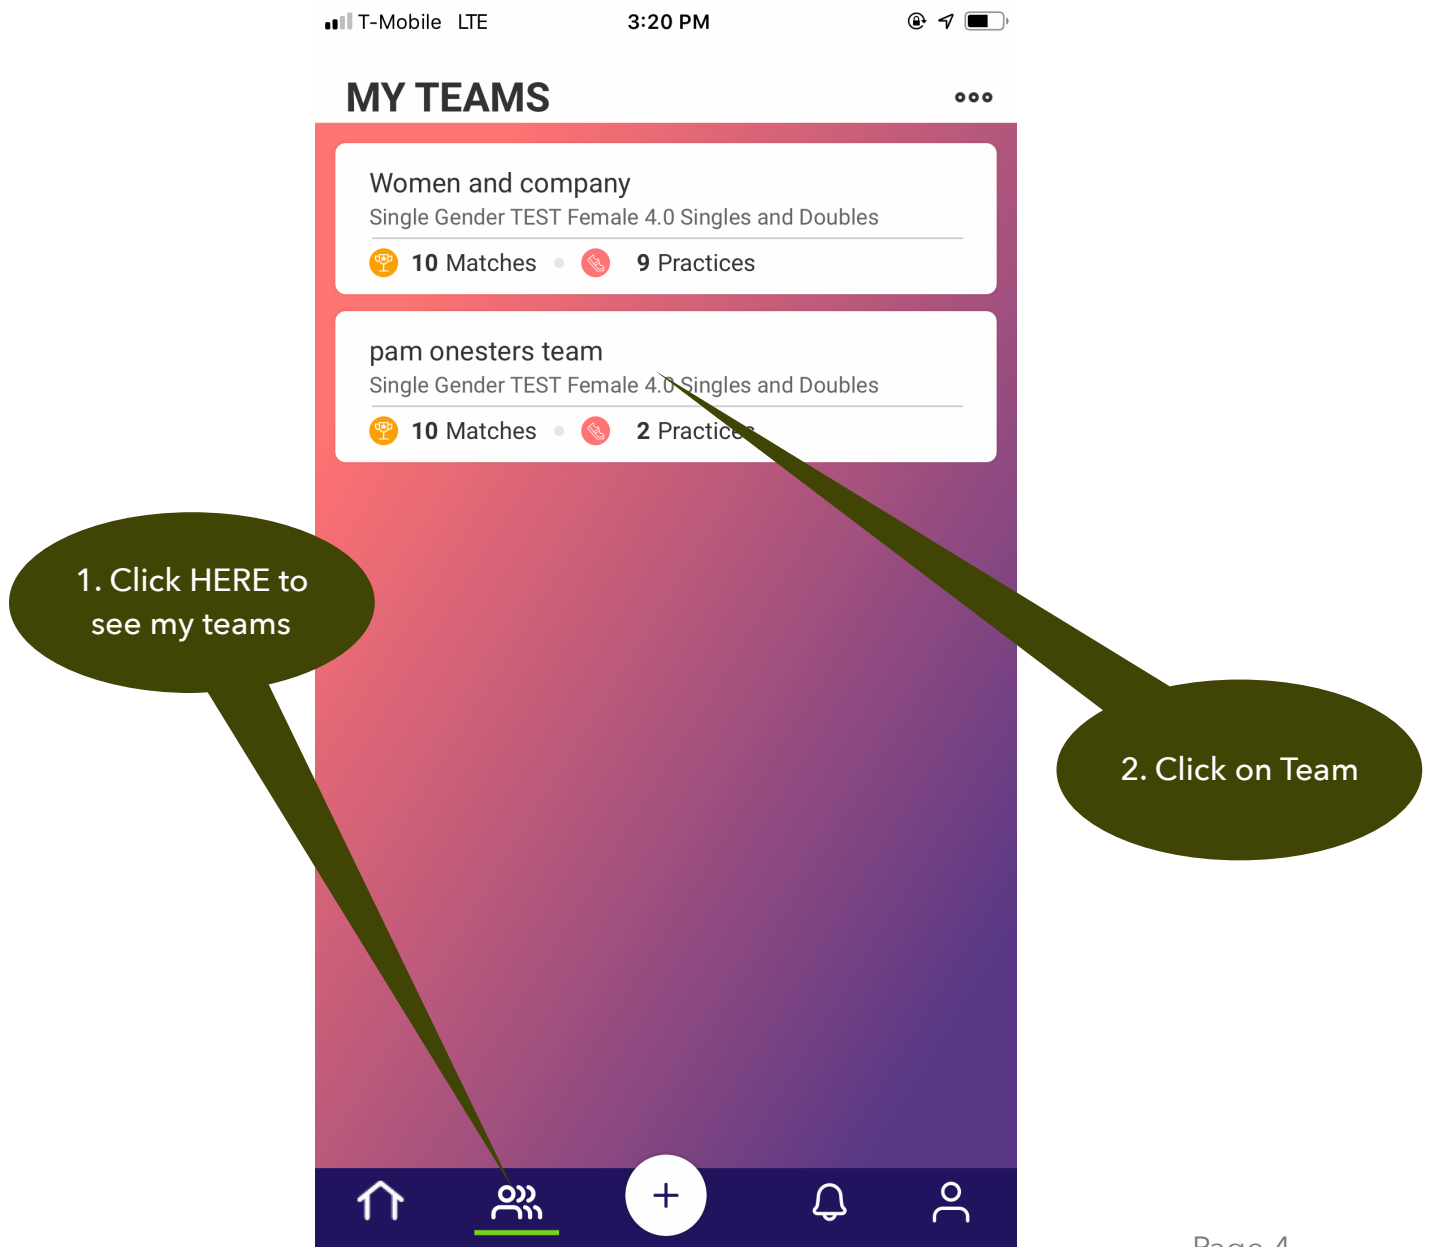 T-Mobile LTE 3:20 PM
MY TEAMS
Women and company
Single Gender TEST Female 4.0 Singles and Doubles
10 Matches 9 Practices
pam onesters team
Single Gender TEST Female 4.0 Singles and Doubles
10 Matches 2 Practices
1. Click HERE to
see my teams
2. Click on Team
Page 4